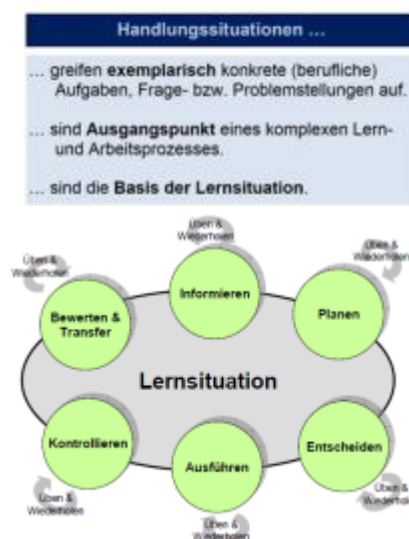 Handlungssituationen ...
... greifen exemplarisch konkrete (berufliche)
Aufgaben, Frage- bzw. Problemstellungen auf.
... sind Ausgangspunkt eines komplexen Lern-
und Arbeitsprozesses.
... sind die Basis der Lernsituation.
Üben &
Wiederholen
Informieren
Üben &
Wiederholen
Planen
Üben &
Wiederholen
Bewerten &
Transfer
Lernsituation
Kontrollieren
Üben &
Wiederholen
Ausführen
Üben &
Wiederholen
Entscheiden
Üben &
Wiederholen